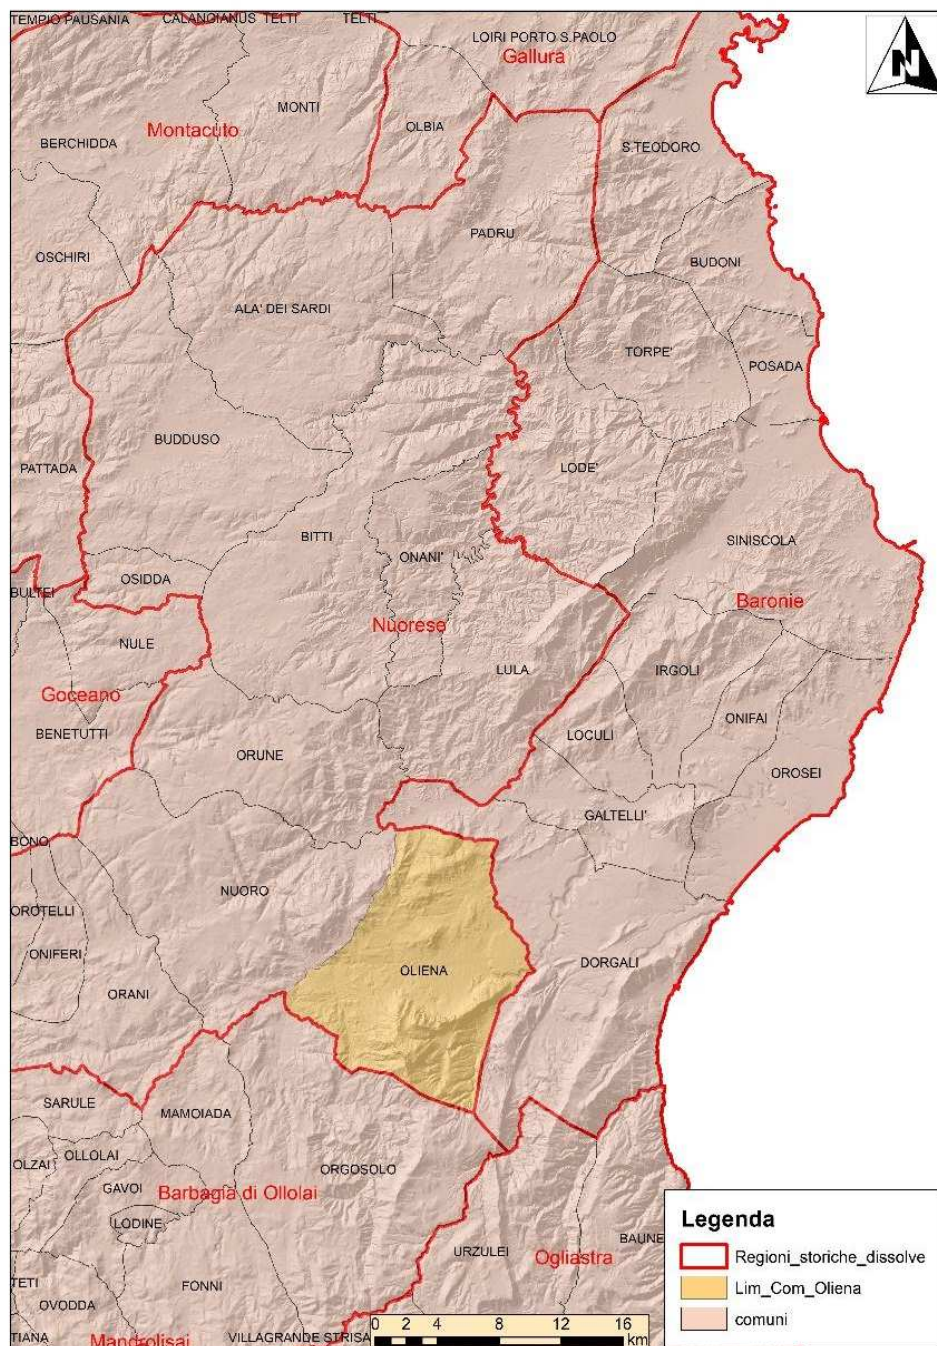 TEMPIO PAUSANIA
CALANGIANUS
TELTI
TELTI
LOIRI PORTO S.PAOLO
Gallura
N
MONTI
OLBIA
Montacuto
BERCHIDDA
S.TEODORO
PADRU
OSCHIRI
BUDONI
ALA' DEI SARDI
TORPE'
POSADA
BUDDUSO
PATTADA
LODE'
BITTI
SINISCOLA
ONANI'
OSIDDA
BULTEI
Baronie
Nuorese
NULE
LULA
IRGOLI
Goceano
ONIFAI
BENETUTTI
LOCULI
ORUNE
OROSEI
GALTELLI'
BONO
NUORO
OROTELLI
ONIFERI
OLIENA
DORGALI
ORANI
SARULE
MAMOIADA
OLLOLAI
OLZAI
ORGOSOLO
GAVOI
Barbagia di Ollolai
LODINE
Legenda
BAUNE
URZULEI
Ogliastra
Regioni_storiche_dissolve
TETI
FONNI
Lim_Com_Oliena
OVODDA
comuni
0 2 4 8 12 16
km
TIANA
Mandrolisai
VILLAGRANDE STRISA